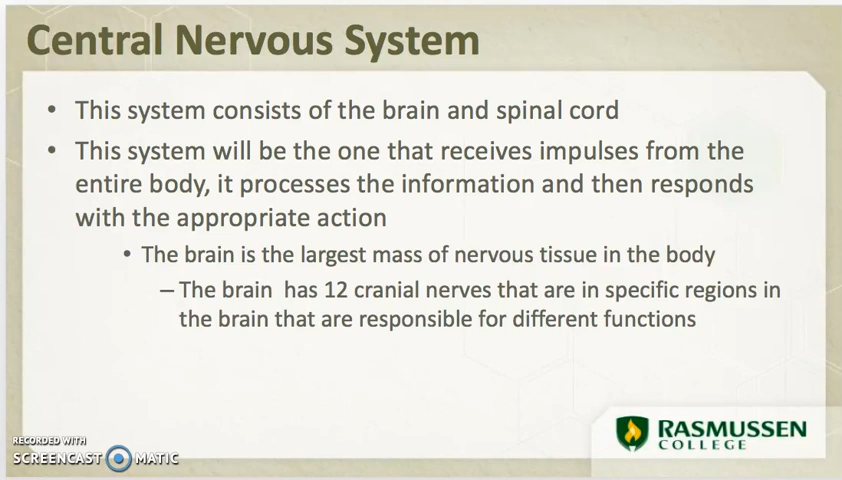 Central Nervous System
• This system consists of the brain and spinal cord
• This system will be the one that receives impulses from the
entire body, it processes the information and then responds
with the appropriate action
• The brain is the largest mass of nervous tissue in the body
– The brain has 12 cranial nerves that are in specific regions in
the brain that are responsible for different functions
RECORDED WITH
SCREENCAST MATIC
RASMUSSEN
COLLEGE